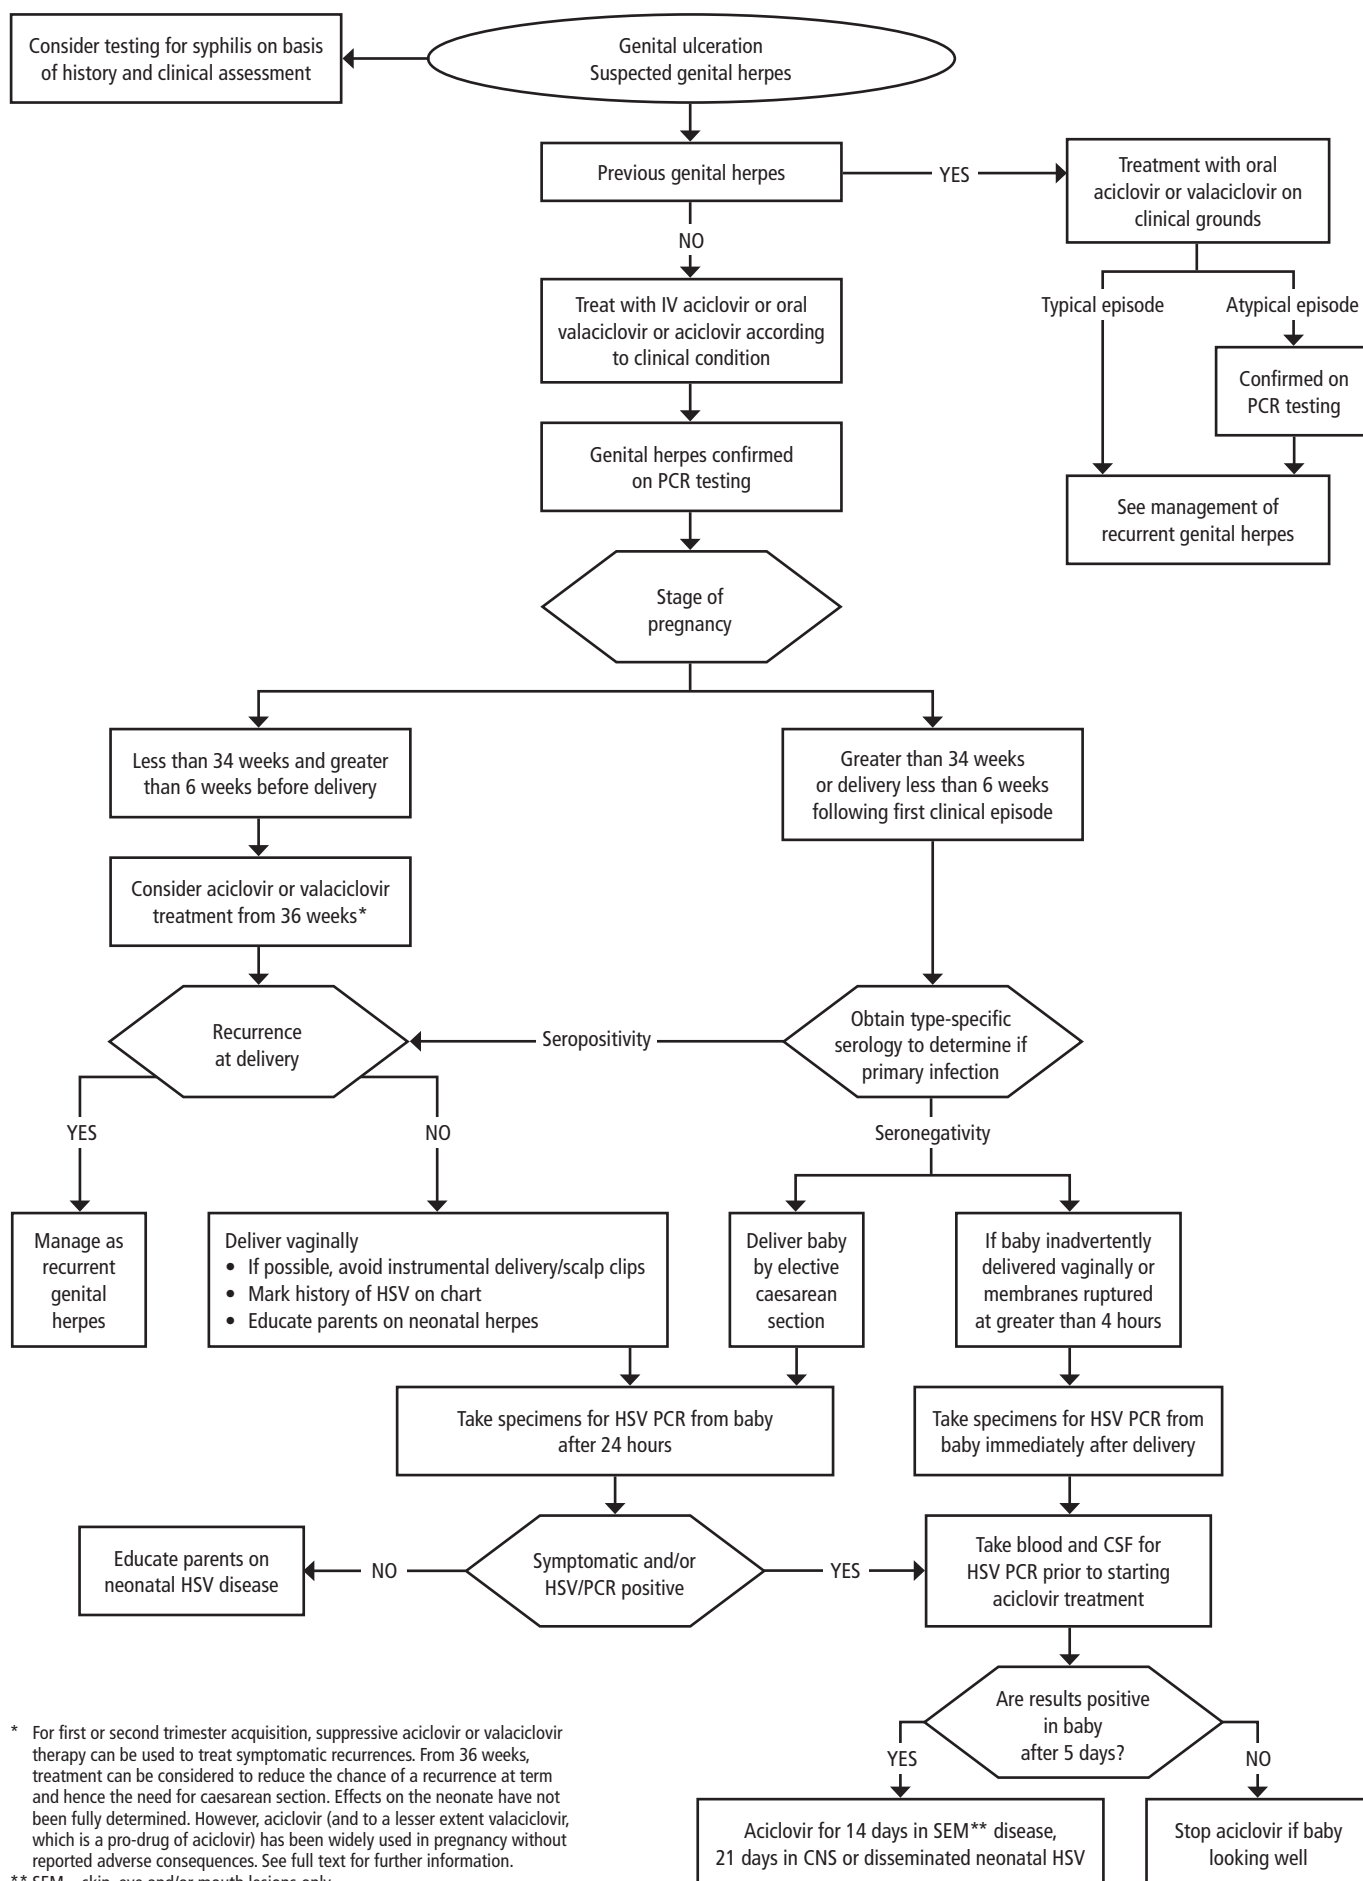 Consider testing for syphilis on basis
of history and clinical assessment
Genital ulceration
Suspected genital herpes
Previous genital herpes
YES
Treatment with oral
aciclovir or valaciclovir on
clinical grounds
NO
Typical episode
Atypical episode
Treat with IV aciclovir or oral
valaciclovir or aciclovir according
to clinical condition
Confirmed on
PCR testing
Genital herpes confirmed
on PCR testing
See management of
recurrent genital herpes
Stage of
pregnancy
Less than 34 weeks and greater
than 6 weeks before delivery
Greater than 34 weeks
or delivery less than 6 weeks
following first clinical episode
Consider aciclovir or valaciclovir
treatment from 36 weeks*
Recurrence
at delivery
Seropositivity
Obtain type-specific
serology to determine if
primary infection
YES
NO
Seronegativity
Manage as
recurrent
genital
herpes
Deliver vaginally
• If possible, avoid instrumental delivery/scalp clips
• Mark history of HSV on chart
• Educate parents on neonatal herpes
Deliver baby
by elective
caesarean
section
If baby inadvertently
delivered vaginally or
membranes ruptured
at greater than 4 hours
Take specimens for HSV PCR from baby
after 24 hours
Take specimens for HSV PCR from
baby immediately after delivery
Educate parents on
neonatal HSV disease
NO
Symptomatic and/or
HSV/PCR positive
YES
Take blood and CSF for
HSV PCR prior to starting
aciclovir treatment
Are results positive
in baby
after 5 days?
YES
NO
Aciclovir for 14 days in SEM** disease,
21 days in CNS or disseminated neonatal HSV
Stop aciclovir if baby
looking well
* For first or second trimester acquisition, suppressive aciclovir or valaciclovir
therapy can be used to treat symptomatic recurrences. From 36 weeks,
treatment can be considered to reduce the chance of a recurrence at term
and hence the need for caesarean section. Effects on the neonate have not
been fully determined. However, aciclovir (and to a lesser extent valaciclovir,
which is a pro-drug of aciclovir) has been widely used in pregnancy without
reported adverse consequences. See full text for further information.
** SEM – skin, eye and/or mouth lesions only